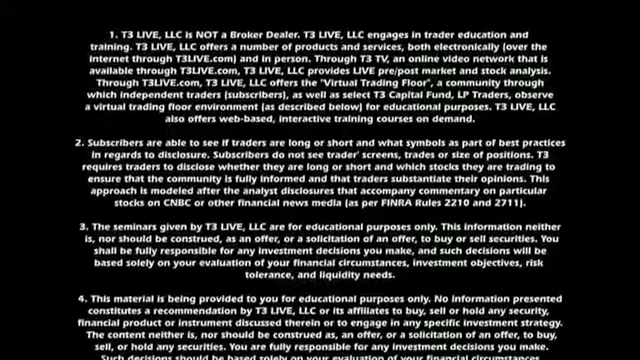 1. T3 LIVE, LLC is NOT a Broker Dealer. T3 LIVE, LLC engages in trader education and
training. T3 LIVE, LLC offers a number of products and services, both electronically (over the
internet through T3LIVE.com) and in person. Through T3 TV, an online video network that is
available through T3LIVE.com, T3 LIVE, LLC provides LIVE pre/post market and stock analysis.
Through T3LIVE.com, T3 LIVE, LLC offers the "Virtual Trading Floor", a community through
which independent traders (subscribers), as well as select T3 Capital Fund, LP Traders, observe
a virtual trading floor environment (as described below) for educational purposes. T3 LIVE, LLC
also offers web-based, interactive training courses on demand.
2. Subscribers are able to see if traders are long or short and what symbols as part of best practices
in regards to disclosure. Subscribers do not see trader' screens, trades or size of positions. T3
requires traders to disclose whether they are long or short and which stocks they are trading to
ensure that the community is fully informed and that traders substantiate their opinions. This
approach is modeled after the analyst disclosures that accompany commentary on particular
stocks on CNBC or other financial news media (as per FINRA Rules 2210 and 2711).
3. The seminars given by T3 LIVE, LLC are for educational purposes only. This information neither
is, nor should be construed, as an offer, or a solicitation of an offer, to buy or sell securities. You
shall be fully responsible for any investment decisions you make, and such decisions will be
based solely on your evaluation of your financial circumstances, investment objectives, risk
tolerance, and liquidity needs.
4. This material is being provided to you for educational purposes only. No information presented
constitutes a recommendation by T3 LIVE, LLC or its affiliates to buy, sell or hold any security,
financial product or instrument discussed therein or to engage in any specific investment strategy.
The content neither is, nor should be construed as, an offer, or a solicitation of an offer, to buy,
sell, or hold any securities. You are fully responsible for any investment decisions you make.
Such decisions should be based solely on your evaluation of your financial circumstances